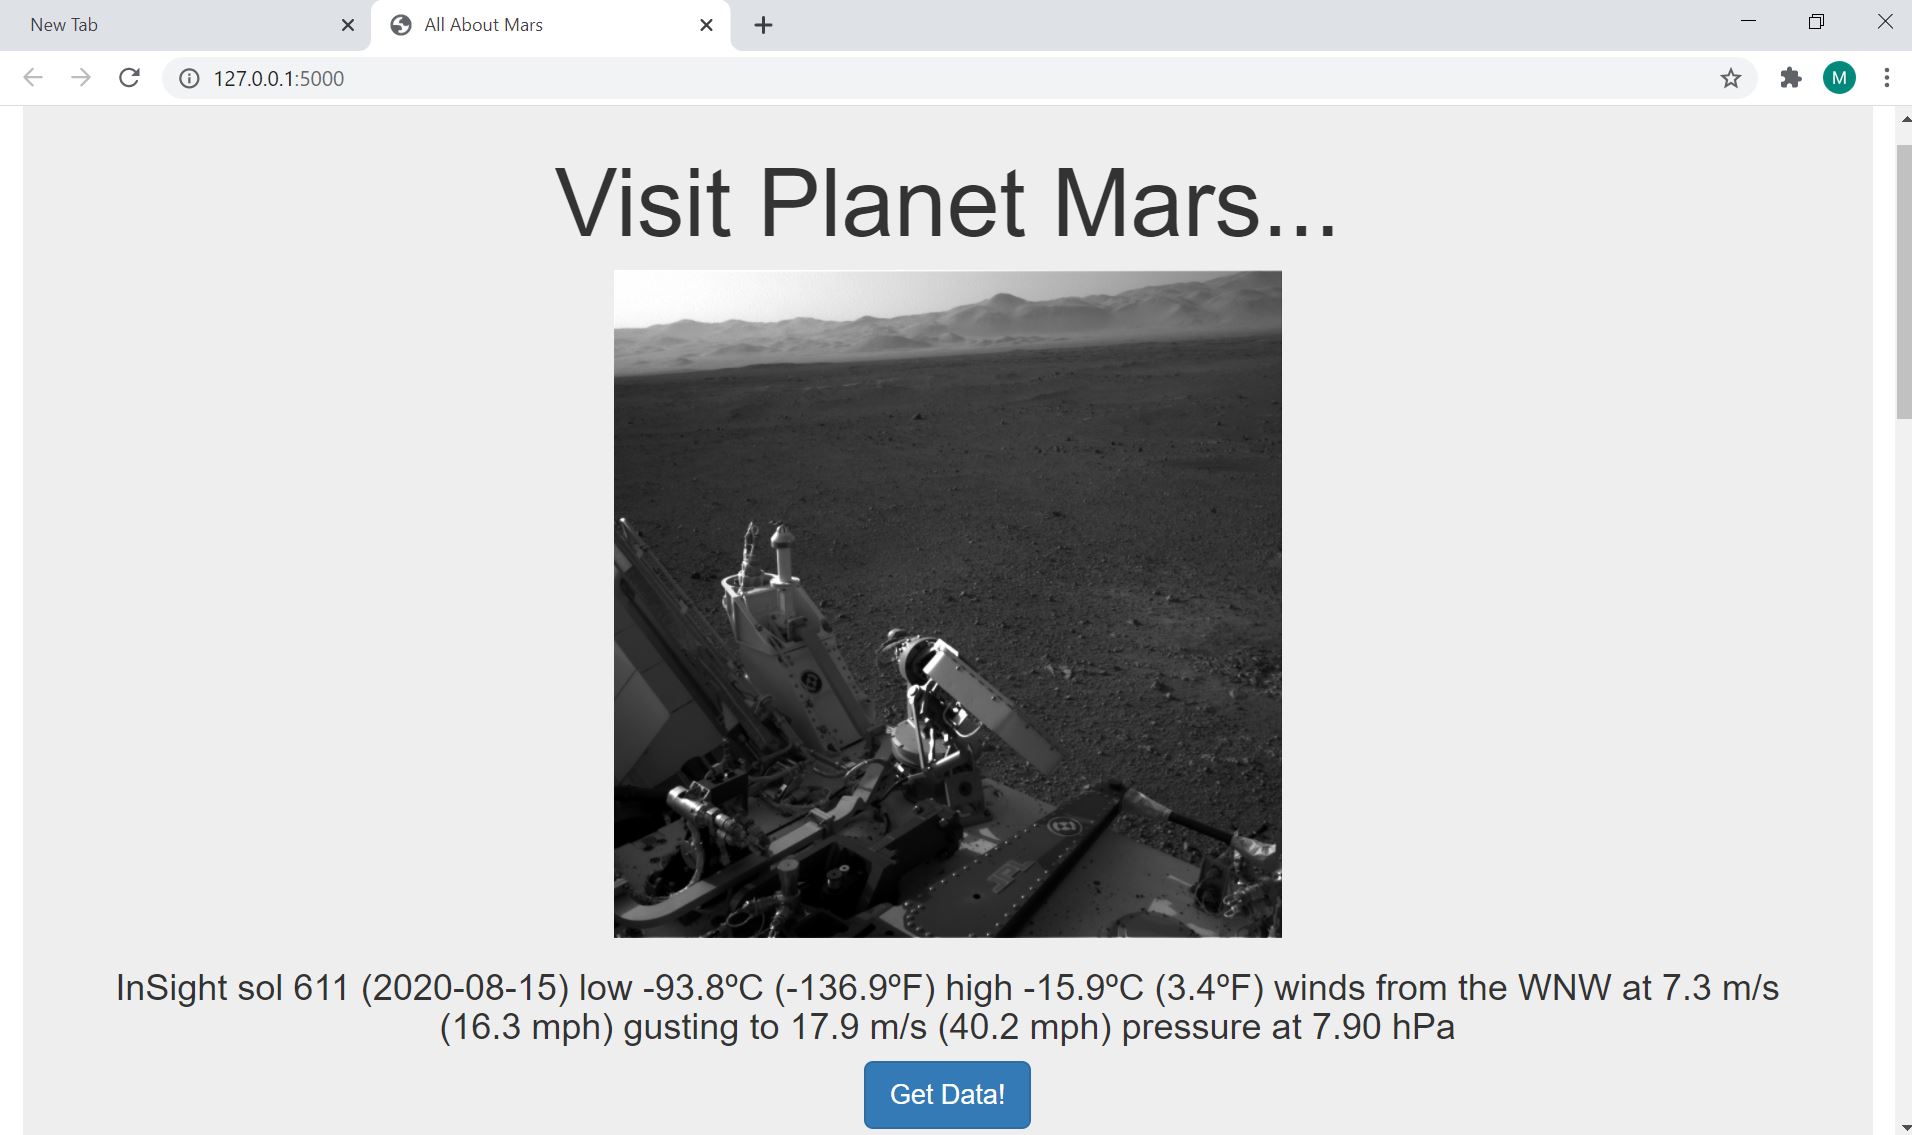 New Tab
All About Mars
127.0.0.1:5000
M
Visit Planet Mars...
InSight sol 611 (2020-08-15) low -93.8ºC (-136.9ºF) high -15.9ºC (3.4ºF) winds from the WNW at 7.3 m/s
(16.3 mph) gusting to 17.9 m/s (40.2 mph) pressure at 7.90 hPa
Get Data!